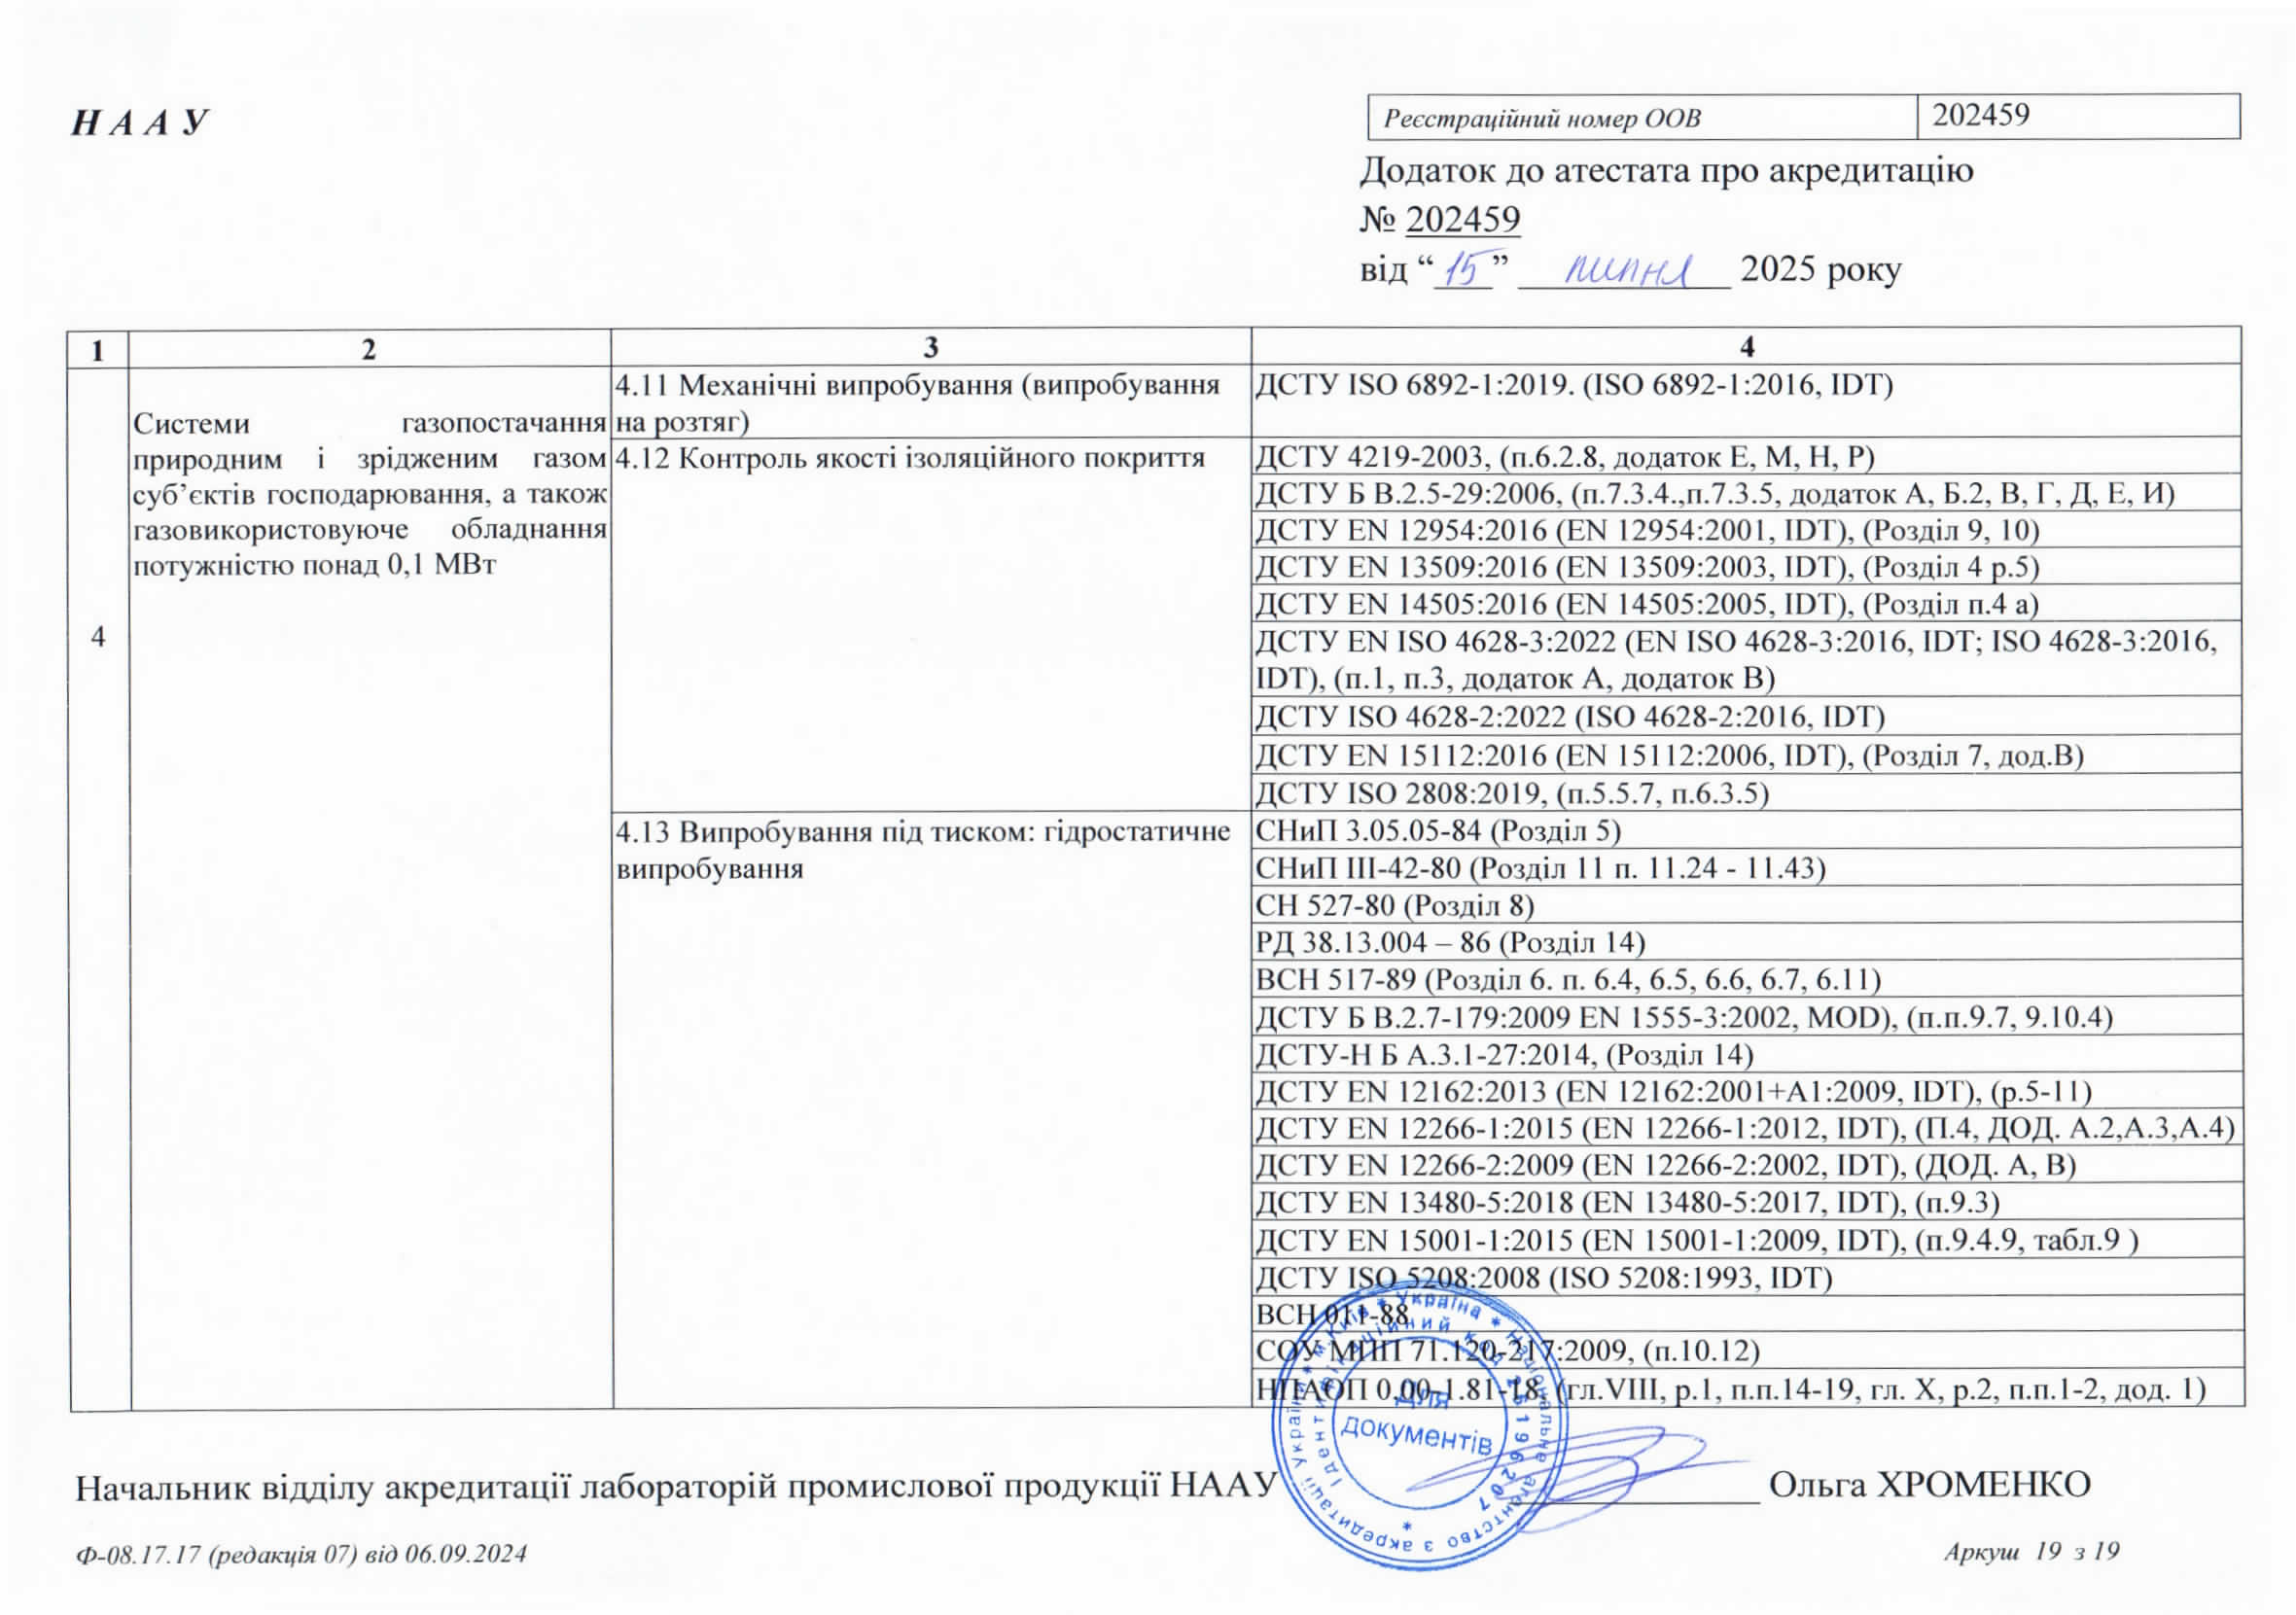 Н А А У
Реєстраційний номер ООВ 202459
Додаток до атестата про акредитацію
№ 202459
від “15” липня 2025 року
1 2 3 4
4
Системи газопостачання
природним і зрідженим газом
суб’єктів господарювання, а також
газовикористовуюче обладнання
потужністю понад 0,1 МВт
4.11 Механічні випробування (випробування
на розтяг)
ДСТУ ISO 6892-1:2019. (ISO 6892-1:2016, IDT)
4.12 Контроль якості ізоляційного покриття
ДСТУ 4219-2003, (п.6.2.8, додаток Е, М, Н, Р)
ДСТУ Б В.2.5-29:2006, (п.7.3.4.,п.7.3.5, додаток А, Б.2, В, Г, Д, Е, И)
ДСТУ EN 12954:2016 (EN 12954:2001, IDT), (Розділ 9, 10)
ДСТУ EN 13509:2016 (EN 13509:2003, IDT), (Розділ 4 р.5)
ДСТУ EN 14505:2016 (EN 14505:2005, IDT), (Розділ п.4 а)
ДСТУ EN ISO 4628-3:2022 (EN ISO 4628-3:2016, IDT; ISO 4628-3:2016,
IDT), (п.1, п.3, додаток А, додаток В)
ДСТУ ISO 4628-2:2022 (ISO 4628-2:2016, IDT)
ДСТУ EN 15112:2016 (EN 15112:2006, IDT), (Розділ 7, дод.В)
ДСТУ ISO 2808:2019, (п.5.5.7, п.6.3.5)
4.13 Випробування під тиском: гідростатичне
випробування
СНиП 3.05.05-84 (Розділ 5)
СНиП III-42-80 (Розділ 11 п. 11.24 - 11.43)
СН 527-80 (Розділ 8)
РД 38.13.004 – 86 (Розділ 14)
ВСН 517-89 (Розділ 6. п. 6.4, 6.5, 6.6, 6.7, 6.11)
ДСТУ Б В.2.7-179:2009 EN 1555-3:2002, MOD), (п.п.9.7, 9.10.4)
ДСТУ-Н Б А.3.1-27:2014, (Розділ 14)
ДСТУ EN 12162:2013 (EN 12162:2001+A1:2009, IDT), (р.5-11)
ДСТУ EN 12266-1:2015 (EN 12266-1:2012, IDT), (П.4, ДОД. А.2,А.3,А.4)
ДСТУ EN 12266-2:2009 (EN 12266-2:2002, IDT), (ДОД. А, В)
ДСТУ EN 13480-5:2018 (EN 13480-5:2017, IDT), (п.9.3)
ДСТУ EN 15001-1:2015 (EN 15001-1:2009, IDT), (п.9.4.9, табл.9 )
ДСТУ ISO 5208:2008 (ISO 5208:1993, IDT)
ВСН 011-88
СОУ МПП 71.120-217:2009, (п.10.12)
НПАОП 0.00-1.81-18, (гл.VIII, р.1, п.п.14-19, гл. X, р.2, п.п.1-2, дод. 1)
Національне агентство з акредитації України * м.Київ * Україна *
Ідентифікаційний код 26196207 *
Для
документів
Начальник відділу акредитації лабораторій промислової продукції НААУ Ольга ХРОМЕНКО
Ф-08.17.17 (редакція 07) від 06.09.2024
Аркуш 19 з 19